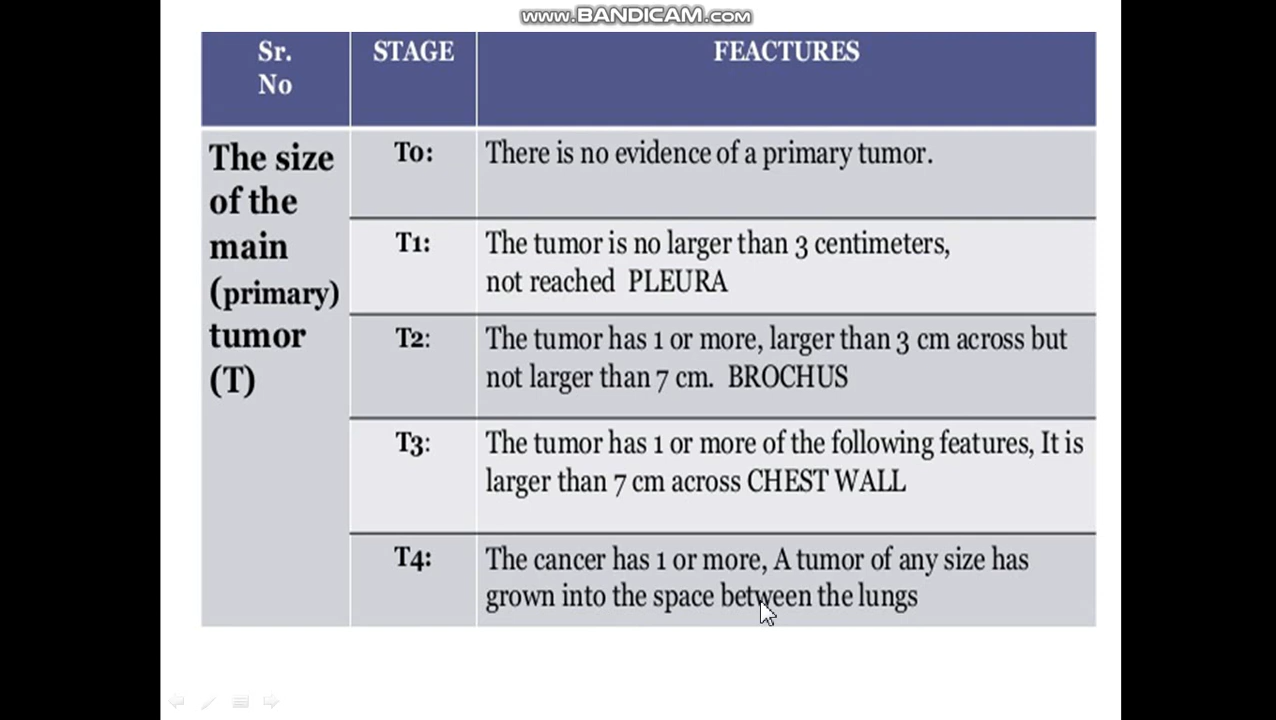 www.BANDICAM.com
Sr.
No
STAGE
FEACTURES
The size
of the
main
(primary)
tumor
(T)
T0:
There is no evidence of a primary tumor.
T1:
The tumor is no larger than 3 centimeters,
not reached PLEURA
T2:
The tumor has 1 or more, larger than 3 cm across but
not larger than 7 cm. BROCHUS
T3:
The tumor has 1 or more of the following features, It is
larger than 7 cm across CHEST WALL
T4:
The cancer has 1 or more, A tumor of any size has
grown into the space between the lungs